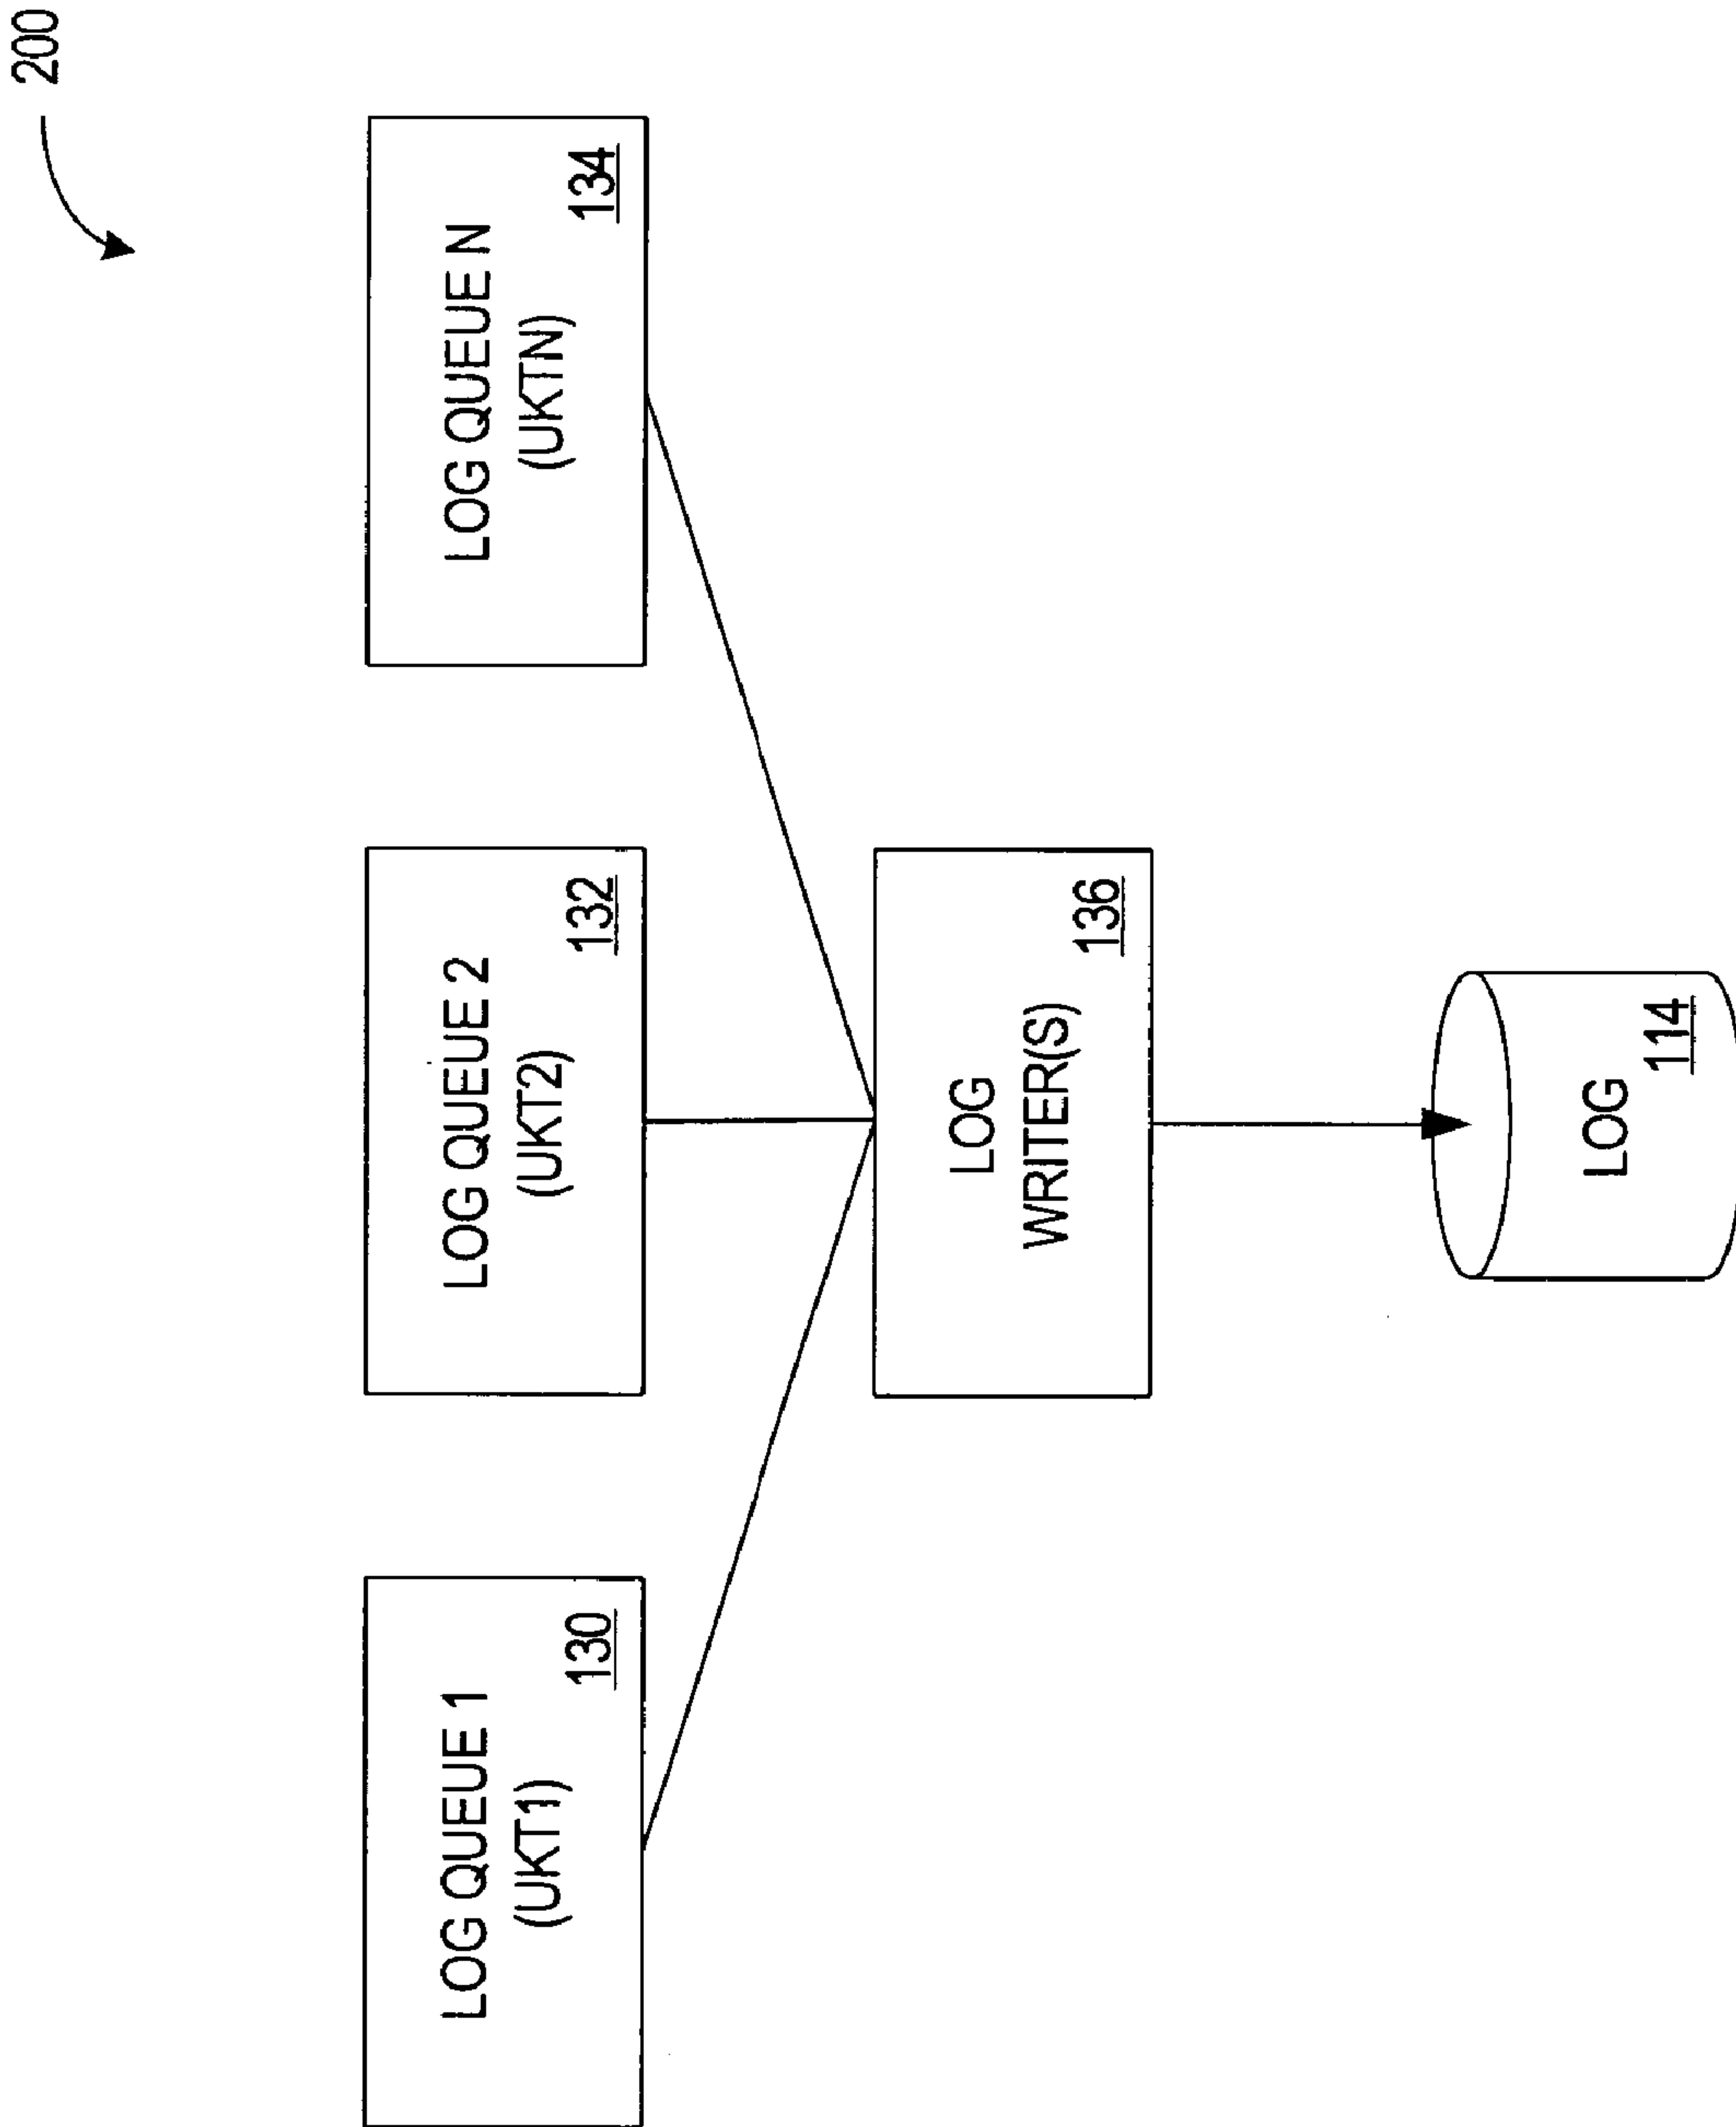 200
LOG QUEUE 1
(UKT1)
130
LOG QUEUE 2
(UKT2)
132
LOG QUEUE N
(UKTN)
134
LOG
WRITER(S)
136
LOG
114